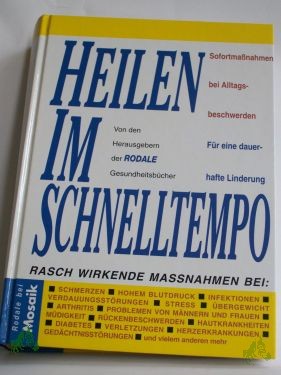 HEILEN
IM
SCHNELLTEMPO
Sofortmaßnahmen
bei Alltags-
beschwerden
Für eine dauer-
hafte Linderung
Von den
Herausgebern
der RODALE
Gesundheitsbücher
RASCH WIRKENDE MASSNAHMEN BEI:
■ SCHMERZEN ■ HOHEM BLUTDRUCK ■ INFEKTIONEN
VERDAUUNGSSTÖRUNGEN ■ STRESS ■ ÜBERGEWICHT
■ ARTHRITIS ■ PROBLEMEN VON MÄNNERN UND FRAUEN ■
MÜDIGKEIT ■ RÜCKENBESCHWERDEN ■ HAUTKRANKHEITEN
■ DIABETES ■ VERLETZUNGEN ■ HERZERKRANKUNGEN ■
GEDÄCHTNISSTÖRUNGEN ■ und vielem anderen mehr
Rodale bei
Mosaik